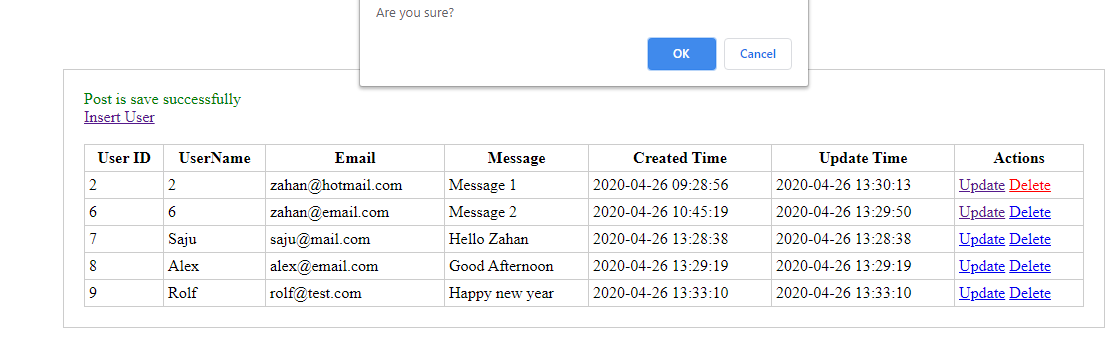 Are you sure?
OK Cancel
Post is save successfully
Insert User
User ID UserName Email Message Created Time Update Time Actions
2 2 zahan@hotmail.com Message 1 2020-04-26 09:28:56 2020-04-26 13:30:13 Update Delete
6 6 zahan@email.com Message 2 2020-04-26 10:45:19 2020-04-26 13:29:50 Update Delete
7 Saju saju@mail.com Hello Zahan 2020-04-26 13:28:38 2020-04-26 13:28:38 Update Delete
8 Alex alex@email.com Good Afternoon 2020-04-26 13:29:19 2020-04-26 13:29:19 Update Delete
9 Rolf rolf@test.com Happy new year 2020-04-26 13:33:10 2020-04-26 13:33:10 Update Delete